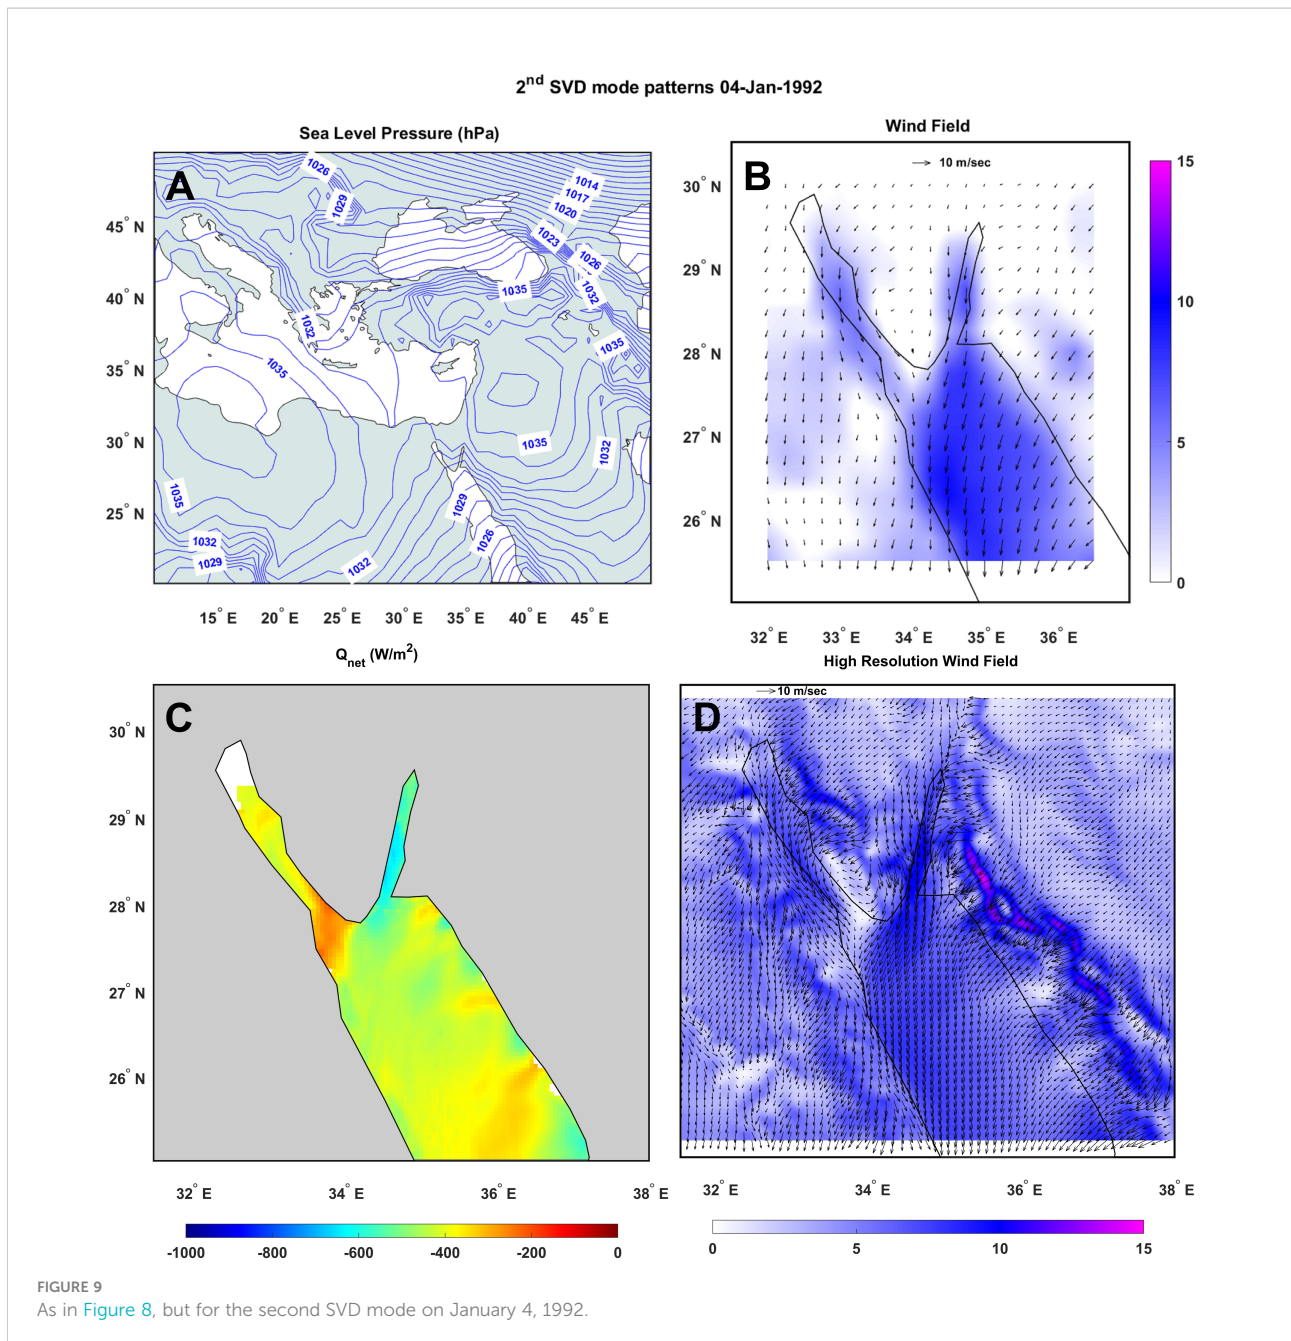 2nd SVD mode patterns 04-Jan-1992
Sea Level Pressure (hPa)
A
1026
1029
1014
1017
1020
1023
1026
1032
1035
1032
1035
1035
1035
1032
1035
1029
1026
1032
1029
1032
45° N
40° N
35° N
30° N
25° N
15° E 20° E 25° E 30° E 35° E 40° E 45° E
Wind Field
B
10 m/sec
30° N
29° N
28° N
27° N
26° N
32° E 33° E 34° E 35° E 36° E
15
10
5
0
Qnet (W/m2)
C
30° N
29° N
28° N
27° N
26° N
32° E 34° E 36° E 38° E
-1000 -800 -600 -400 -200 0
High Resolution Wind Field
10 m/sec
D
32° E 34° E 36° E 38° E
0 5 10 15
FIGURE 9
As in Figure 8, but for the second SVD mode on January 4, 1992.